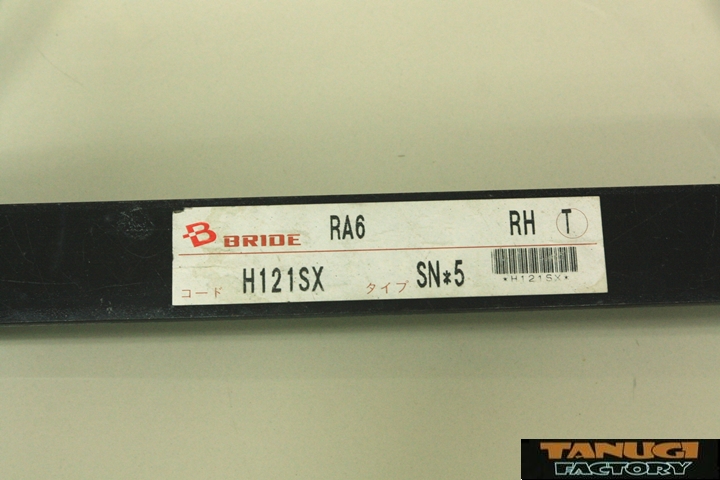 BRIDE RA6 RH T
コード H121SX タイプ SN*5
*H121SX*
TANUGI
FACTORY